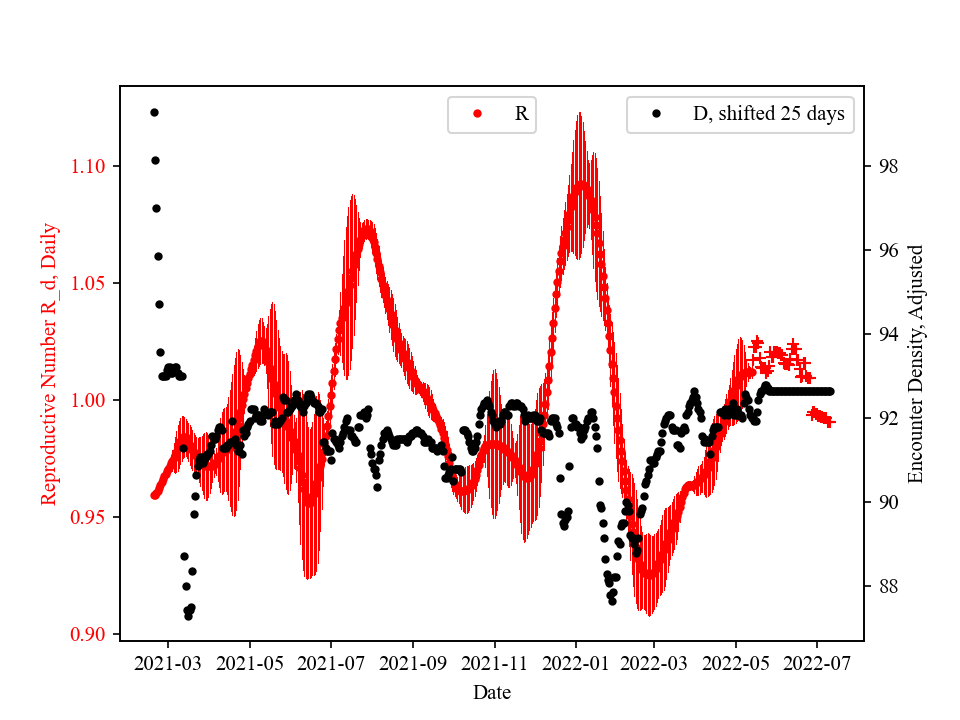 R
D, shifted 25 days
1.10
1.05
1.00
0.95
0.90
Reproductive Number R_d, Daily
98
96
94
92
90
88
Encounter Density, Adjusted
2021-03 2021-05 2021-07 2021-09 2021-11 2022-01 2022-03 2022-05 2022-07
Date